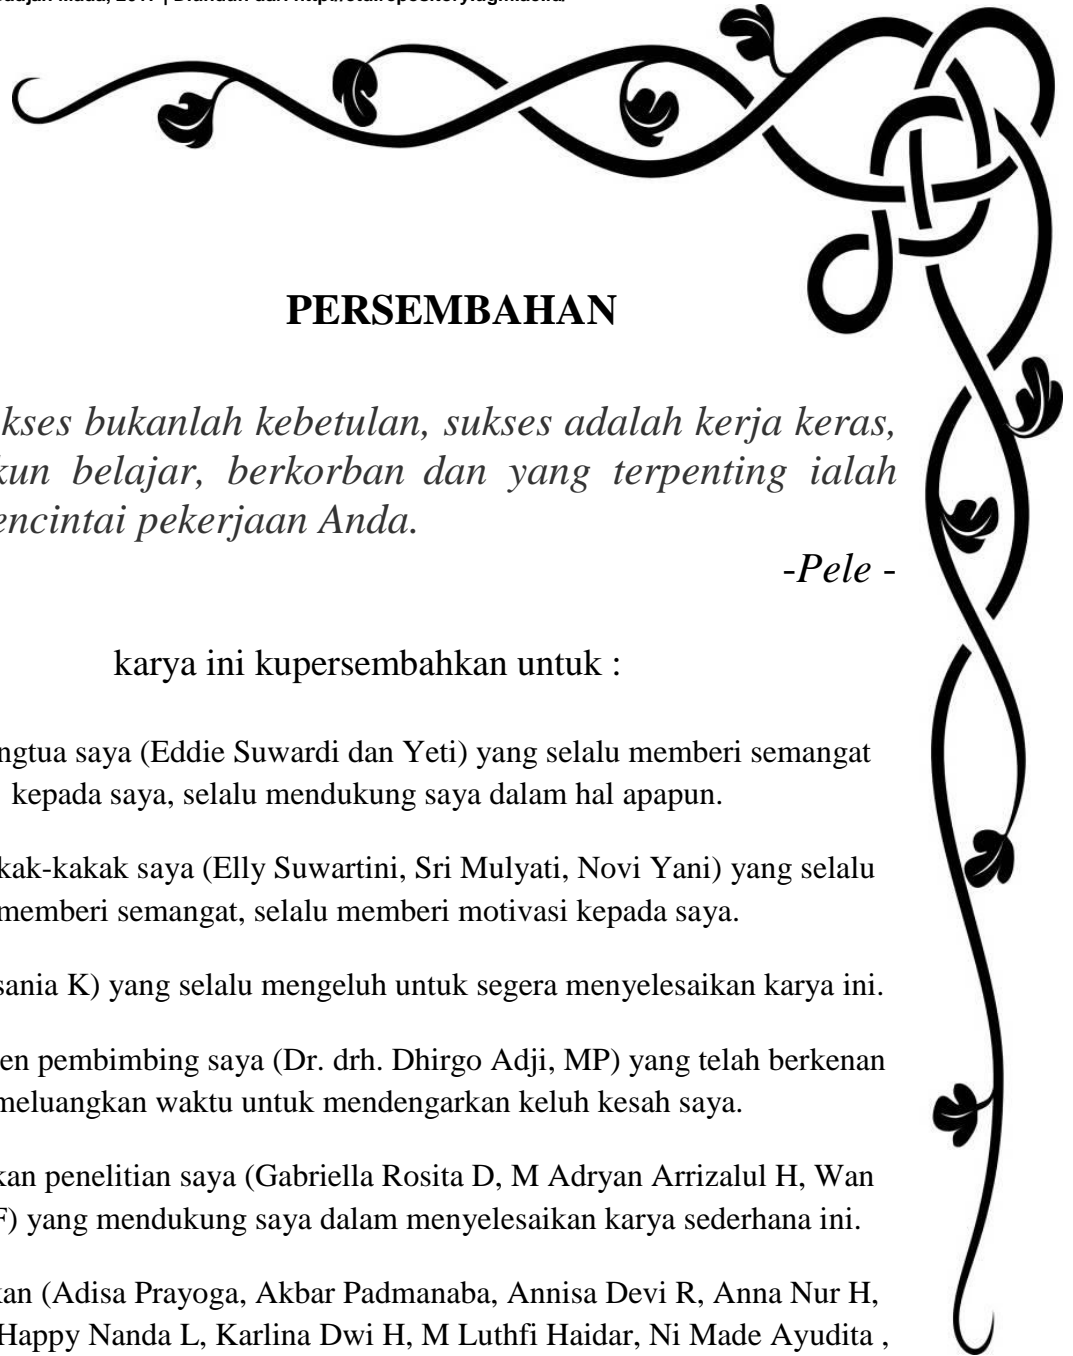 PERSEMBAHAN
kses bukanlah kebetulan, sukses adalah kerja keras,
kun belajar, berkorban dan yang terpenting ialah
encintai pekerjaan Anda.
-Pele -
karya ini kupersembahkan untuk :
ngtua saya (Eddie Suwardi dan Yeti) yang selalu memberi semangat
kepada saya, selalu mendukung saya dalam hal apapun.
kak-kakak saya (Elly Suwartini, Sri Mulyati, Novi Yani) yang selalu
memberi semangat, selalu memberi motivasi kepada saya.
sania K) yang selalu mengeluh untuk segera menyelesaikan karya ini.
en pembimbing saya (Dr. drh. Dhirgo Adji, MP) yang telah berkenan
meluangkan waktu untuk mendengarkan keluh kesah saya.
kan penelitian saya (Gabriella Rosita D, M Adryan Arrizalul H, Wan
F) yang mendukung saya dalam menyelesaikan karya sederhana ini.
kan (Adisa Prayoga, Akbar Padmanaba, Annisa Devi R, Anna Nur H,
Happy Nanda L, Karlina Dwi H, M Luthfi Haidar, Ni Made Ayudita ,